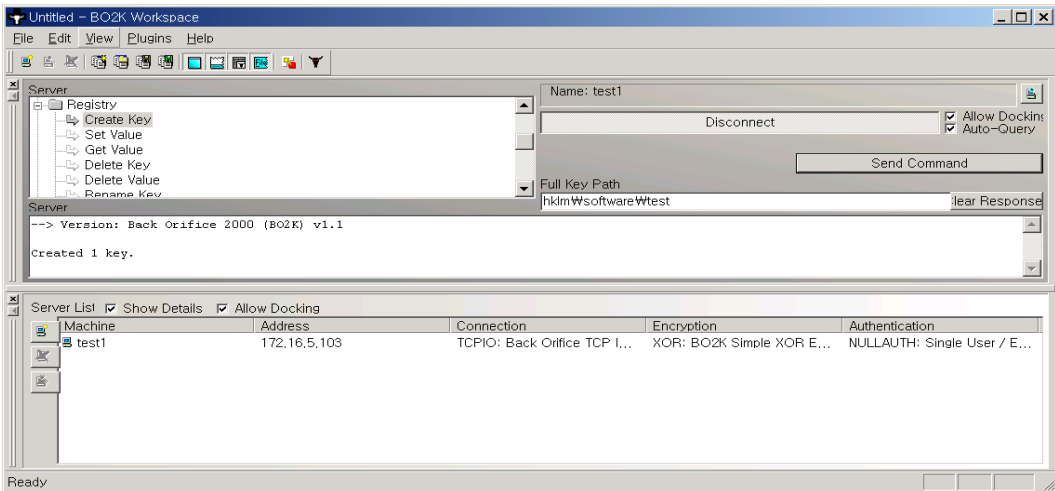 Untitled - BO2K Workspace
File Edit View Plugins Help
Server
Registry
Create Key
Set Value
Get Value
Delete Key
Delete Value
Rename Key
Name: test1
Disconnect
Allow Docking
Auto-Query
Send Command
Full Key Path
hklm₩software₩test
lear Response
Server
--> Version: Back Orifice 2000 (BO2K) v1.1
Created 1 key.
Server List Show Details Allow Docking
Machine Address Connection Encryption Authentication
test1 172,16,5,103 TCPIO: Back Orifice TCP I... XOR: BO2K Simple XOR E... NULLAUTH: Single User / E...
Ready